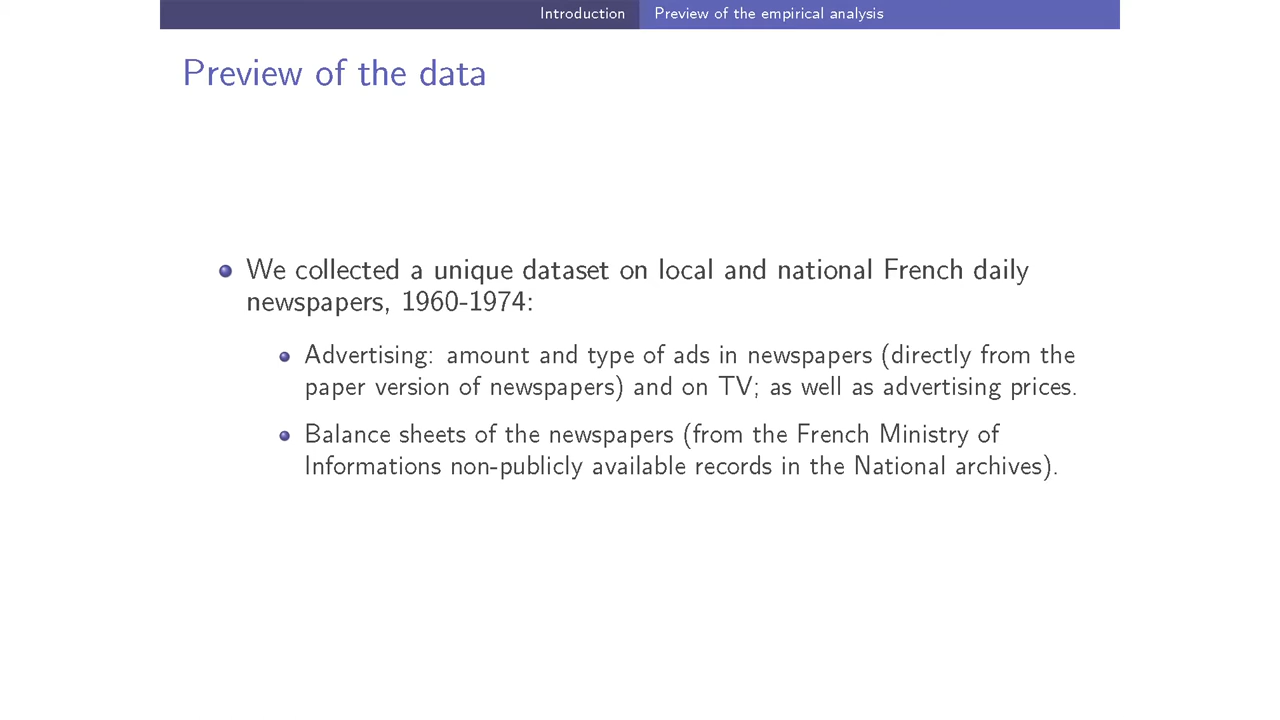 Introduction Preview of the empirical analysis
Preview of the data
We collected a unique dataset on local and national French daily
newspapers, 1960-1974:
Advertising: amount and type of ads in newspapers (directly from the
paper version of newspapers) and on TV; as well as advertising prices.
Balance sheets of the newspapers (from the French Ministry of
Informations non-publicly available records in the National archives).